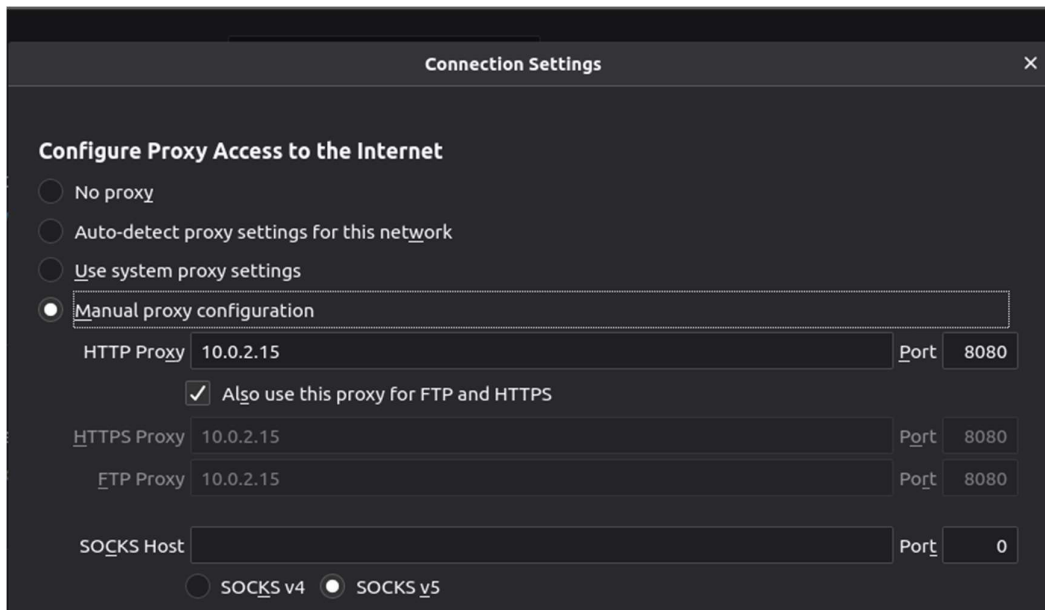 Connection Settings ×
Configure Proxy Access to the Internet
No proxy
Auto-detect proxy settings for this network
Use system proxy settings
Manual proxy configuration
HTTP Proxy 10.0.2.15 Port 8080
Also use this proxy for FTP and HTTPS
HTTPS Proxy 10.0.2.15 Port 8080
FTP Proxy 10.0.2.15 Port 8080
SOCKS Host Port 0
SOCKS v4 SOCKS v5